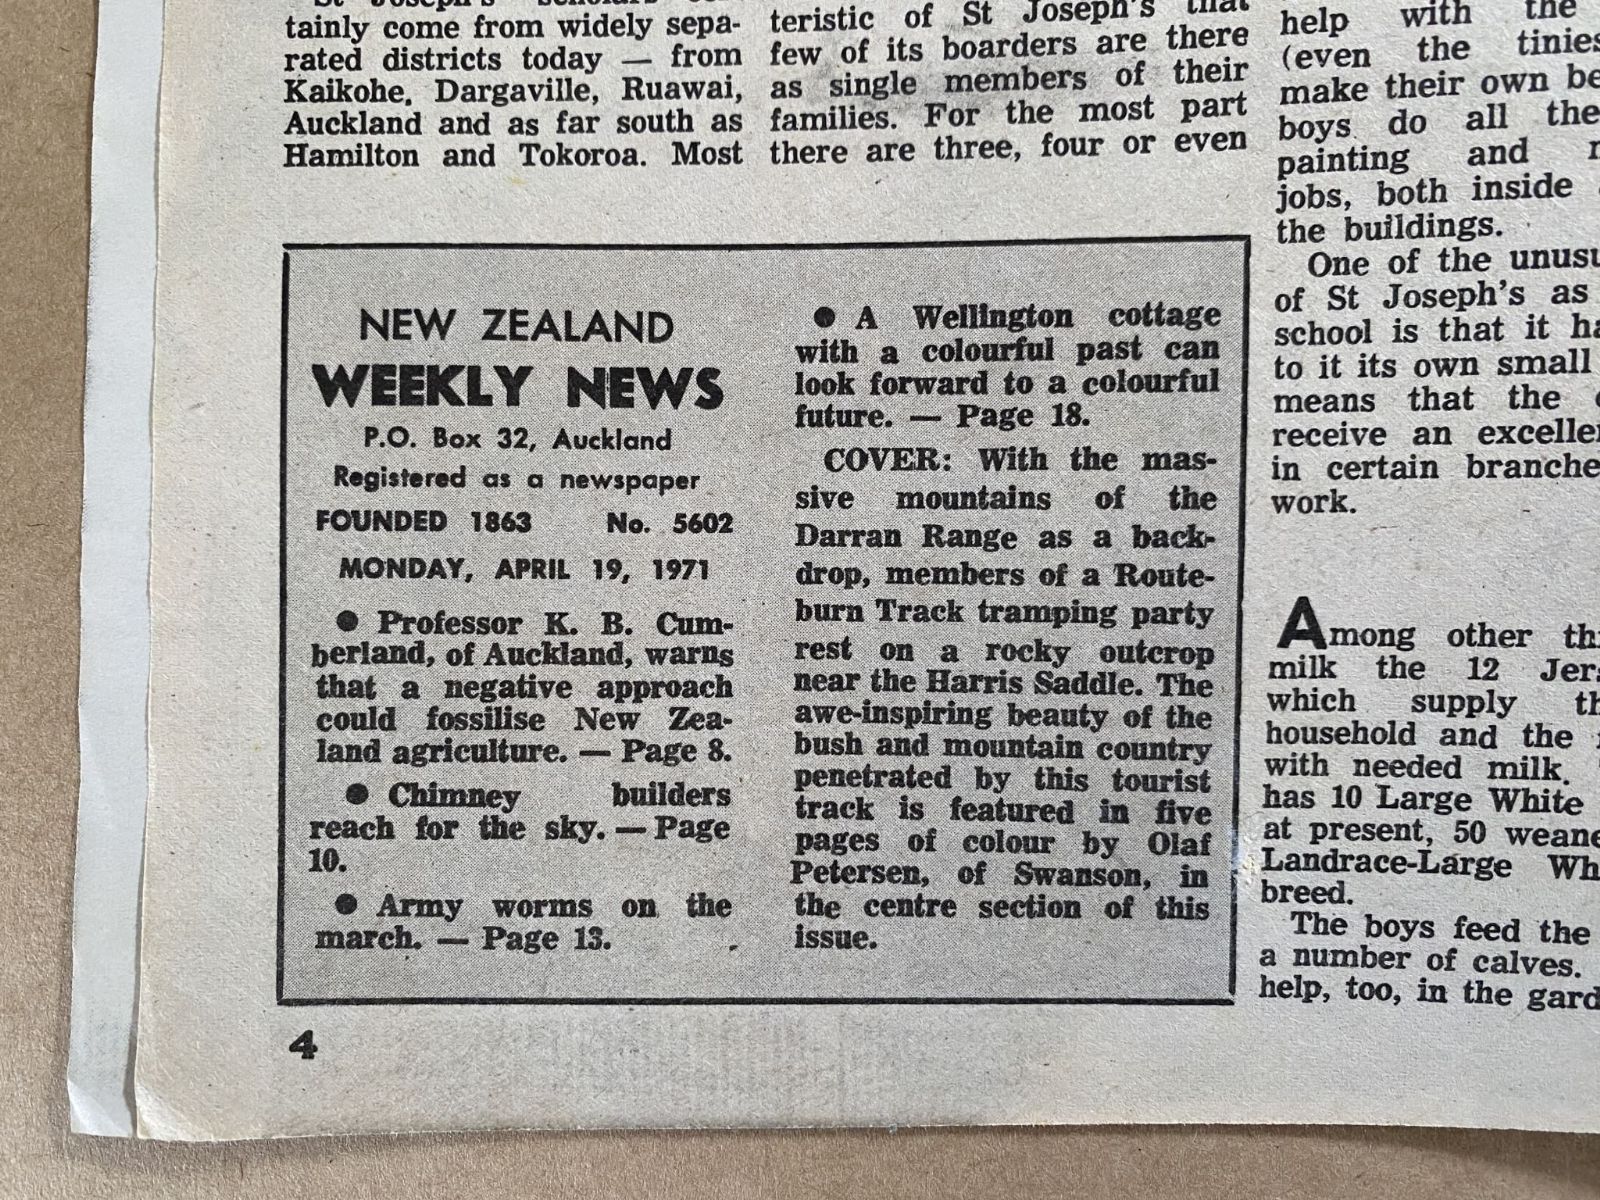 tainly come from widely sepa-
rated districts today — from
Kaikohe, Dargaville, Ruawai,
Auckland and as far south as
Hamilton and Tokoroa. Most
teristic of St Joseph's that
few of its boarders are there
as single members of their
families. For the most part
there are three, four or even
help with the
(even the
make their own
boys do all the
painting and
jobs, both inside
the buildings.
One of the
of St Joseph's as
school is that it
to it its own small
means that the
receive an
in certain
work.
Among other
milk the 12
which supply
household and the
with needed milk.
has 10 Large White
at present, 50
Landrace-Large
breed.
The boys feed the
a number of calves.
help, too, in the
NEW ZEALAND
WEEKLY NEWS
P.O. Box 32, Auckland
Registered as a newspaper
FOUNDED 1863 No. 5602
MONDAY, APRIL 19, 1971
● Professor K. B. Cum-
berland, of Auckland, warns
that a negative approach
could fossilise New Zea-
land agriculture. — Page 8.
● Chimney builders
reach for the sky. — Page
10.
● Army worms on the
march. — Page 13.
● A Wellington cottage
with a colourful past can
look forward to a colourful
future. — Page 18.
COVER: With the mas-
sive mountains of the
Darran Range as a back-
drop, members of a Route-
burn Track tramping party
rest on a rocky outcrop
near the Harris Saddle. The
awe-inspiring beauty of the
bush and mountain country
penetrated by this tourist
track is featured in five
pages of colour by Olaf
Petersen, of Swanson, in
the centre section of this
issue.
4